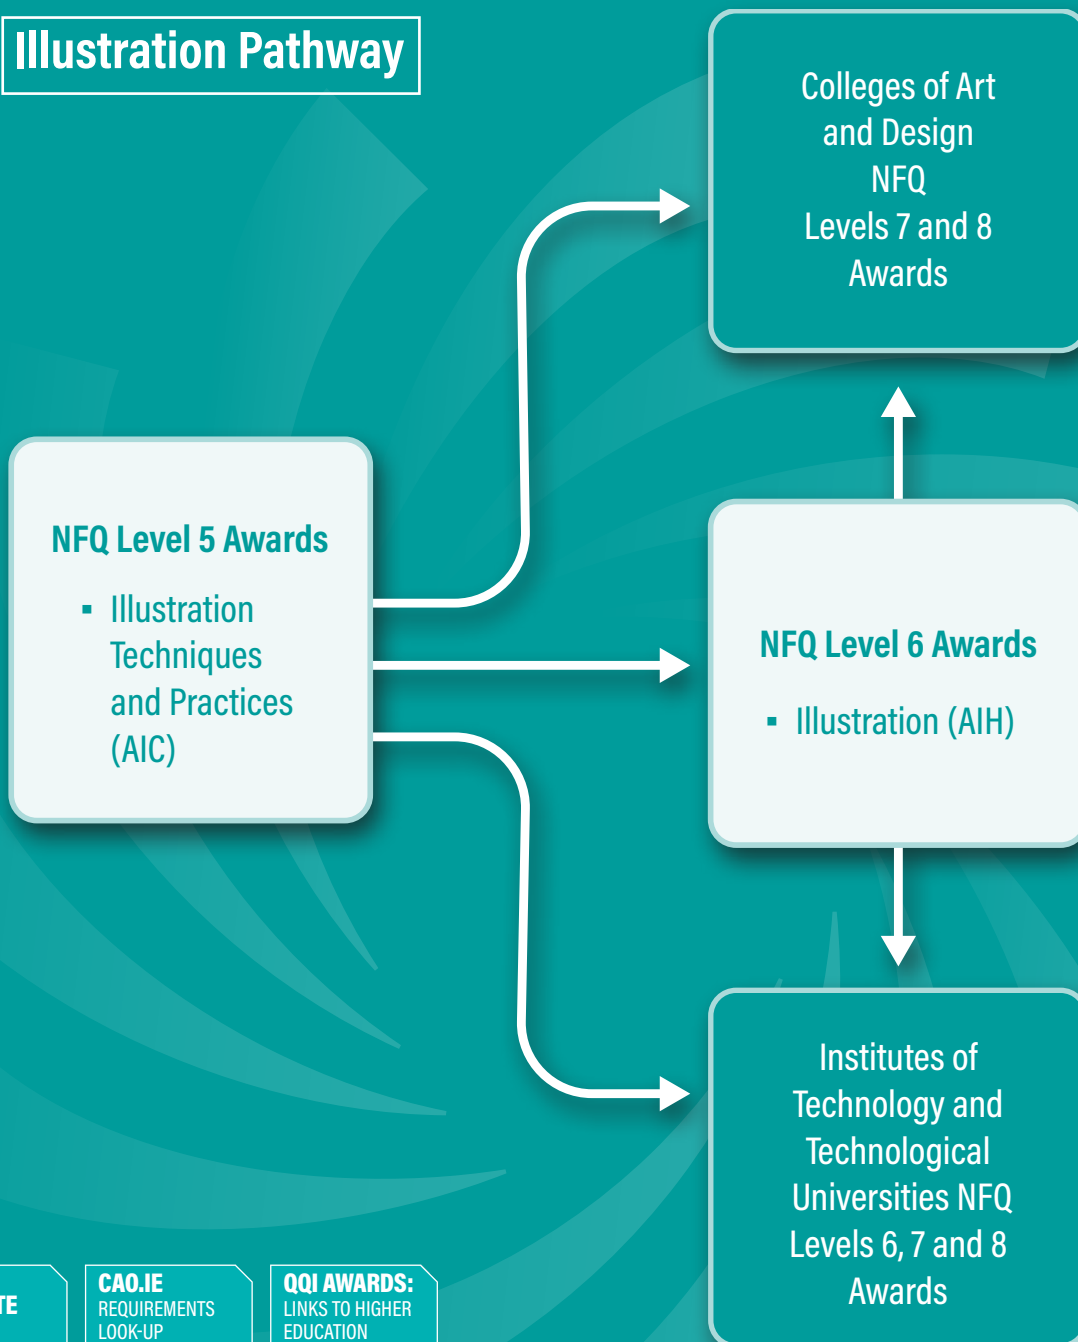 Illustration Pathway
Colleges of Art
and Design
NFQ
Levels 7 and 8
Awards
NFQ Level 5 Awards
▪ Illustration
Techniques
and Practices
(AIC)
NFQ Level 6 Awards
▪ Illustration (AIH)
Institutes of
Technology and
Technological
Universities NFQ
Levels 6, 7 and 8
Awards
CAO.IE
REQUIREMENTS
LOOK-UP
QQI AWARDS:
LINKS TO HIGHER
EDUCATION